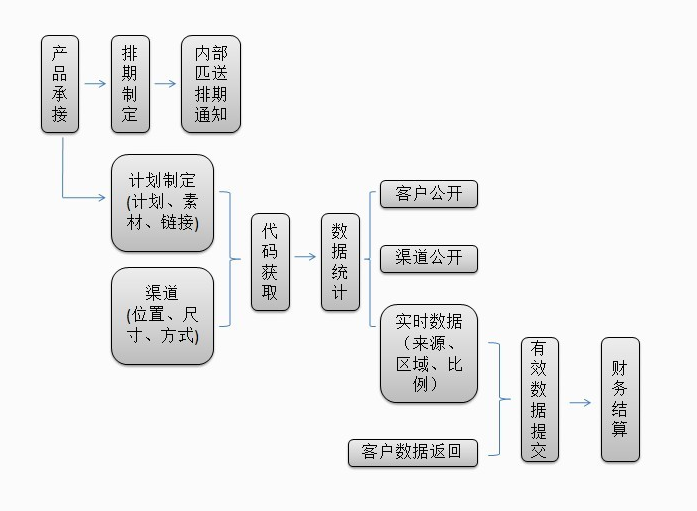 产
品
承
接
排
期
制
定
内部
匹送
排期
通知
计划制定
(计划、素
材、链接)
渠道
(位置、尺
寸、方式)
代
码
获
取
数
据
统
计
客户公开
渠道公开
实时数据
（来源、
区域、比
例）
客户数据返回
有
效
数
据
提
交
财
务
结
算